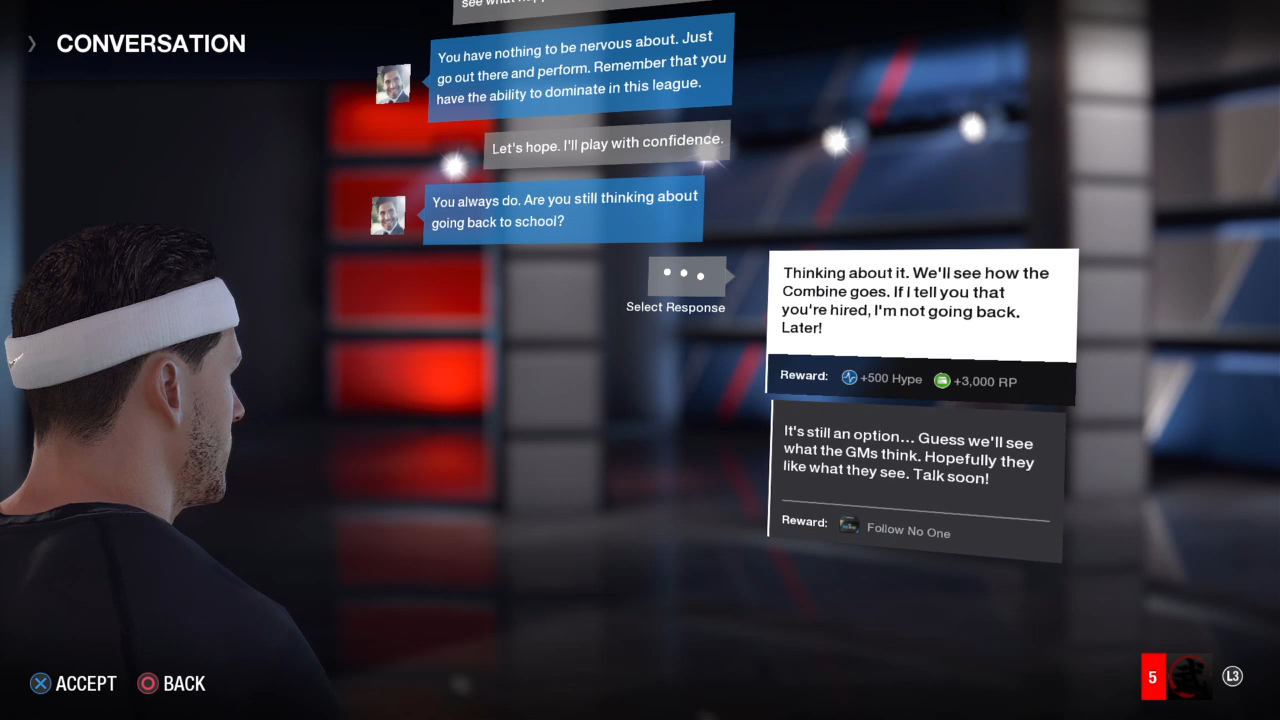 see what
CONVERSATION
You have nothing to be nervous about. Just
go out there and perform. Remember that you
have the ability to dominate in this league.
Let's hope. I'll play with confidence.
You always do. Are you still thinking about
going back to school?
Select Response
Thinking about it. We'll see how the
Combine goes. If I tell you that
you're hired, I'm not going back.
Later!
Reward: +500 Hype +3,000 RP
It's still an option... Guess we'll see
what the GMs think. Hopefully they
like what they see. Talk soon!
Reward: Follow No One
ACCEPT BACK
5 L3